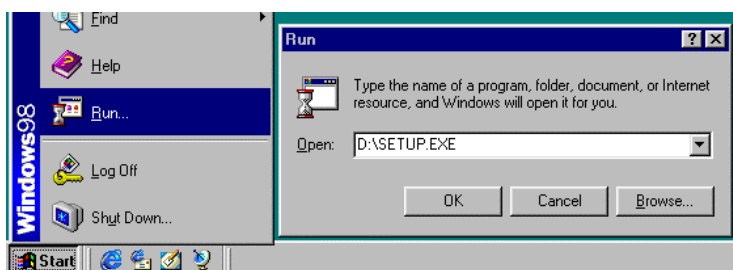 Find
Help
Run...
Log Off
Shut Down...
Windows98
Start
Run
Type the name of a program, folder, document, or Internet
resource, and Windows will open it for you.
Open: D:\SETUP.EXE
OK Cancel Browse...